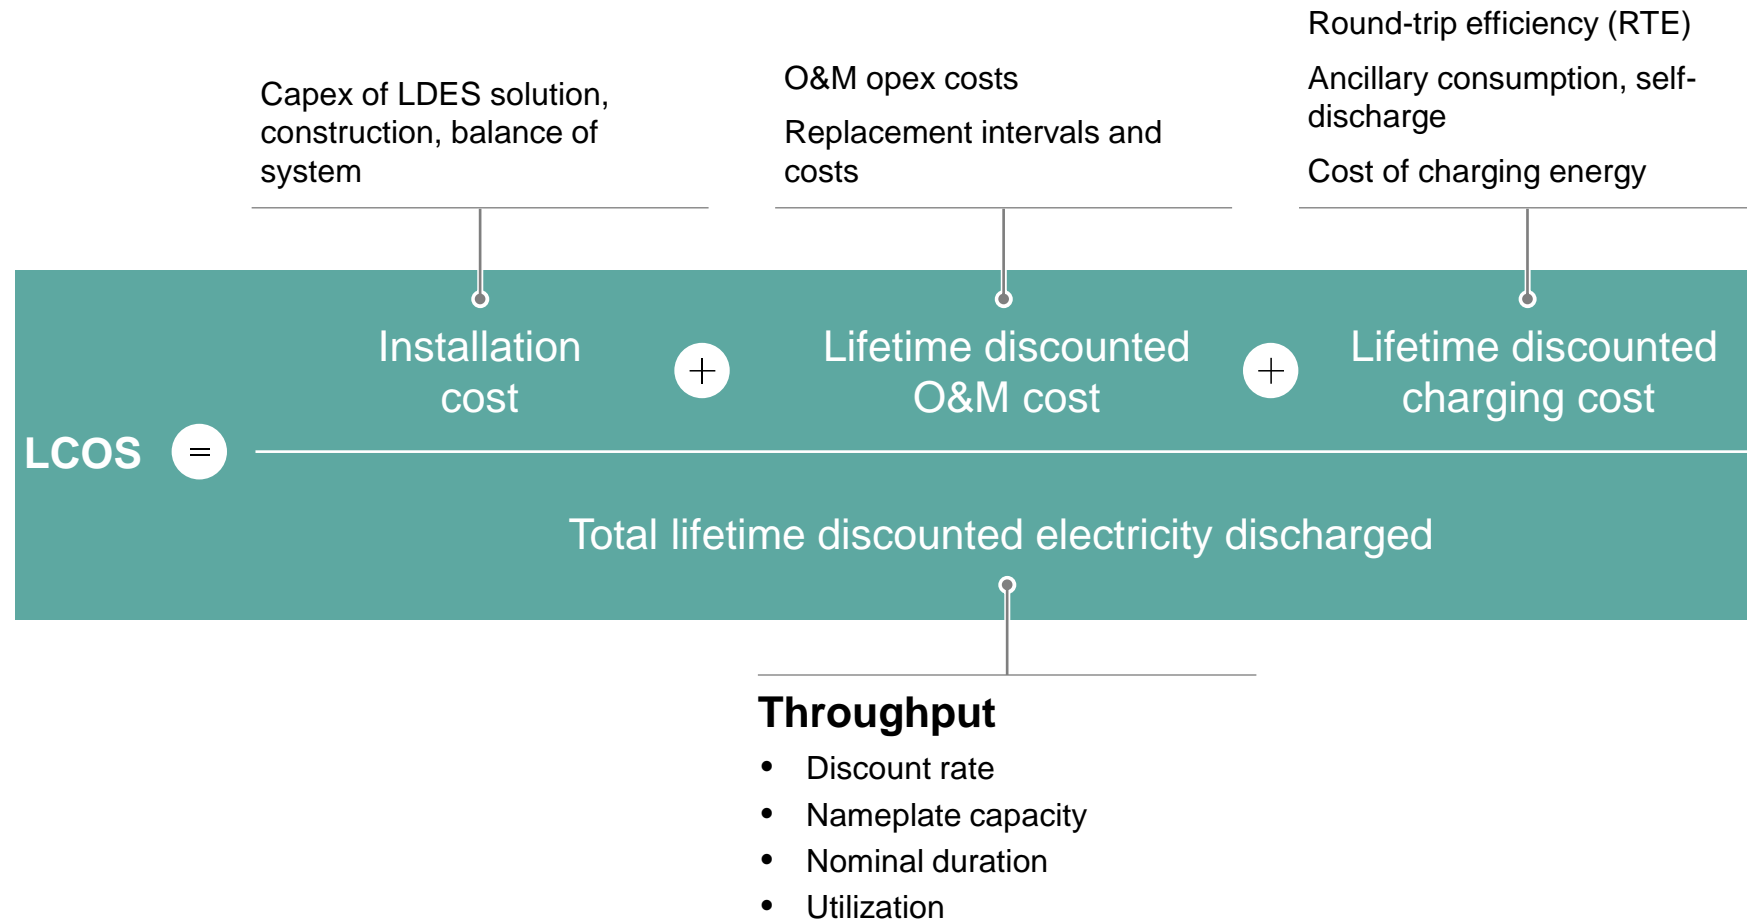 Capex of LDES solution,
construction, balance of
system
O&M opex costs
Replacement intervals and
costs
Round-trip efficiency (RTE)
Ancillary consumption, self-
discharge
Cost of charging energy
LCOS
=
Installation
cost
+
Lifetime discounted
O&M cost
+
Lifetime discounted
charging cost
Total lifetime discounted electricity discharged
Throughput
• Discount rate
• Nameplate capacity
• Nominal duration
• Utilization